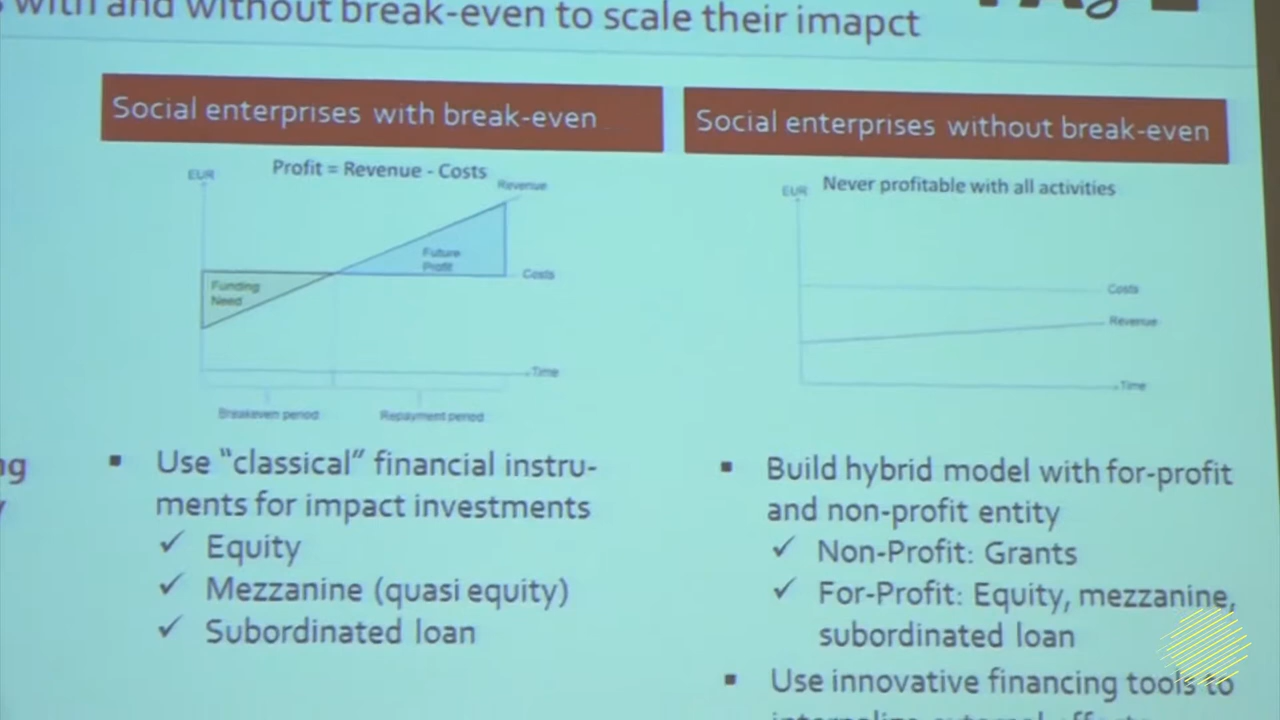 with and without break-even to scale their imapct
Social enterprises with break-even
Profit = Revenue - Costs
EUR
Revenue
Future
Profit
Costs
Funding
Need
Time
Breakeven period
Repayment period
Use "classical" financial instru-
ments for impact investments
✓ Equity
✓ Mezzanine (quasi equity)
✓ Subordinated loan
Social enterprises without break-even
Never profitable with all activities
EUR
Costs
Revenue
Time
Build hybrid model with for-profit
and non-profit entity
✓ Non-Profit: Grants
✓ For-Profit: Equity, mezzanine,
subordinated loan
Use innovative financing tools to